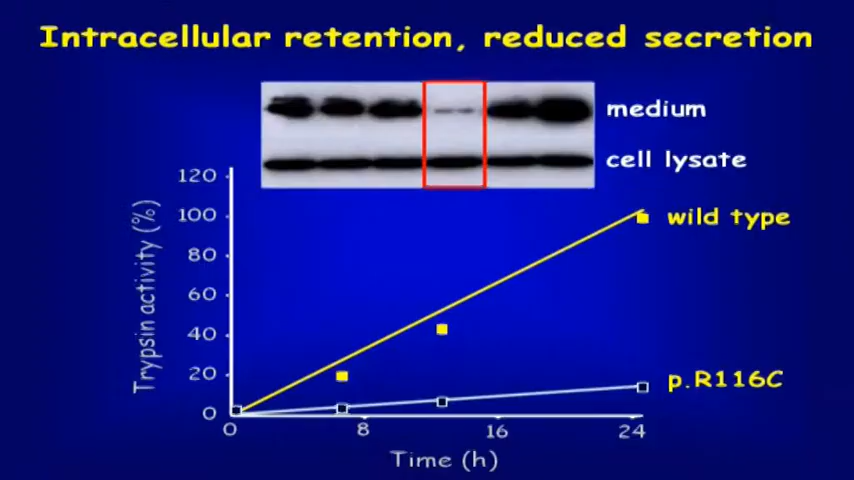 Intracellular retention, reduced secretion
medium
cell lysate
120
100
80
60
40
20
0
Trypsin activity (%)
wild type
p.R116C
0 8 16 24
Time (h)